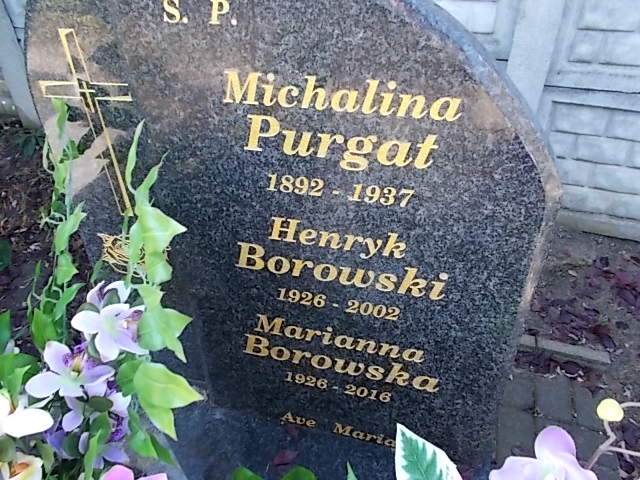 S. P.
Michalina
Purgat
1892 - 1937
Henryk
Borowski
1926 - 2002
Marianna
Borowska
1926 - 2016
Ave Maria